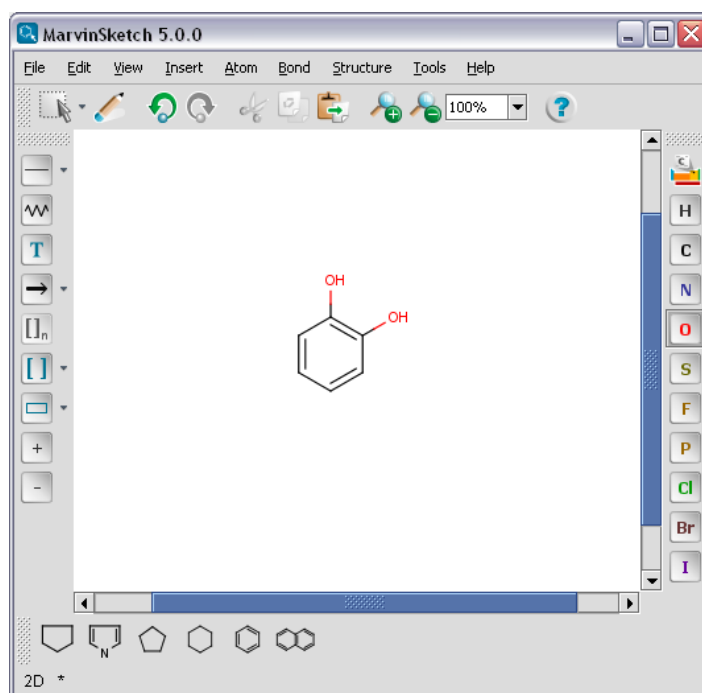 MarvinSketch 5.0.0
File Edit View Insert Atom Bond Structure Tools Help
100% ?
C
H
C
T
N
OH
OH
O
[]n
[ ]
S
F
+
P
-
Cl
Br
I
N
2D *